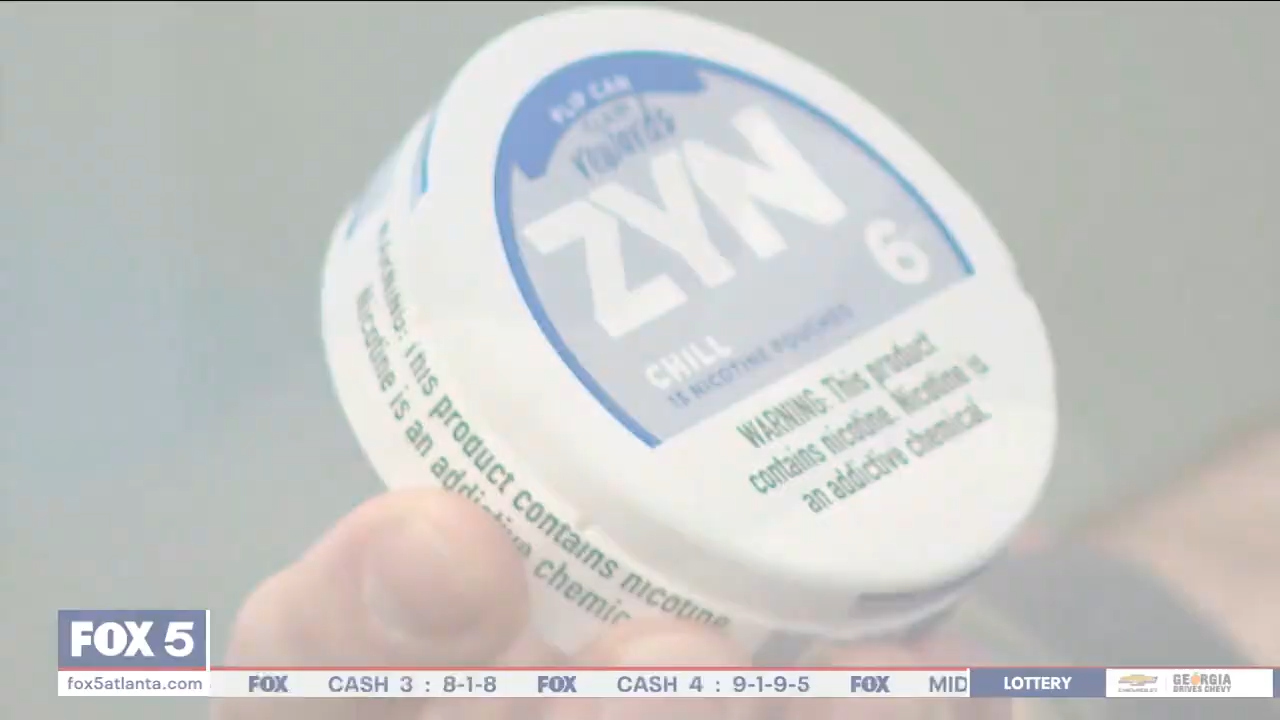 FLIP CAN
ZYN
6
CHILL
15 NICOTINE POUCHES
WARNING: This product
contains nicotine. Nicotine is
an addictive chemical.
WARNING: This product contains nicotine
Nicotine is an addictive chemic
FOX 5
fox5atlanta.com
FOX CASH 3 : 8-1-8 FOX CASH 4 : 9-1-9-5 FOX MID
LOTTERY
CHEVROLET
GEORGIA
DRIVES CHEVY